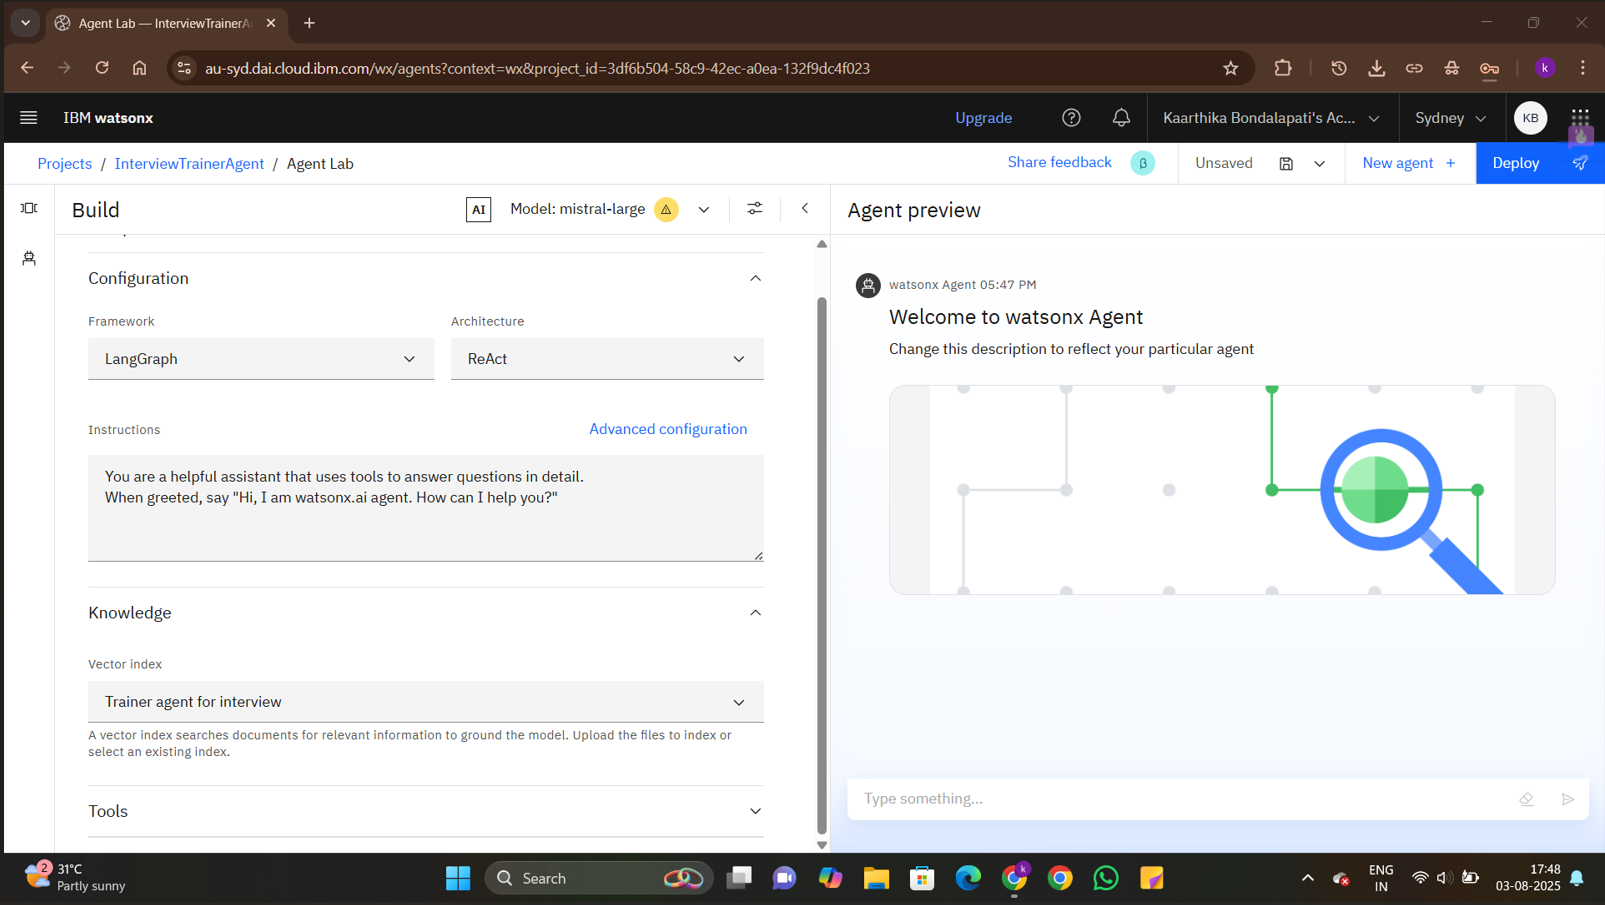 Agent Lab — InterviewTrainerA
au-syd.dai.cloud.ibm.com/wx/agents?context=wx&project_id=3df6b504-58c9-42ec-a0ea-132f9dc4f023
k
IBM watsonx
Upgrade
Kaarthika Bondalapati's Ac...
Sydney
KB
Projects / InterviewTrainerAgent / Agent Lab
Share feedback
β
Unsaved
New agent +
Deploy
Build
AI
Model: mistral-large
Agent preview
Configuration
Framework
Architecture
LangGraph
ReAct
Instructions
Advanced configuration
You are a helpful assistant that uses tools to answer questions in detail.
When greeted, say "Hi, I am watsonx.ai agent. How can I help you?"
Knowledge
Vector index
Trainer agent for interview
A vector index searches documents for relevant information to ground the model. Upload the files to index or
select an existing index.
Tools
watsonx Agent 05:47 PM
Welcome to watsonx Agent
Change this description to reflect your particular agent
Type something...
2
31°C
Partly sunny
Search
k
ENG
IN
17:48
03-08-2025